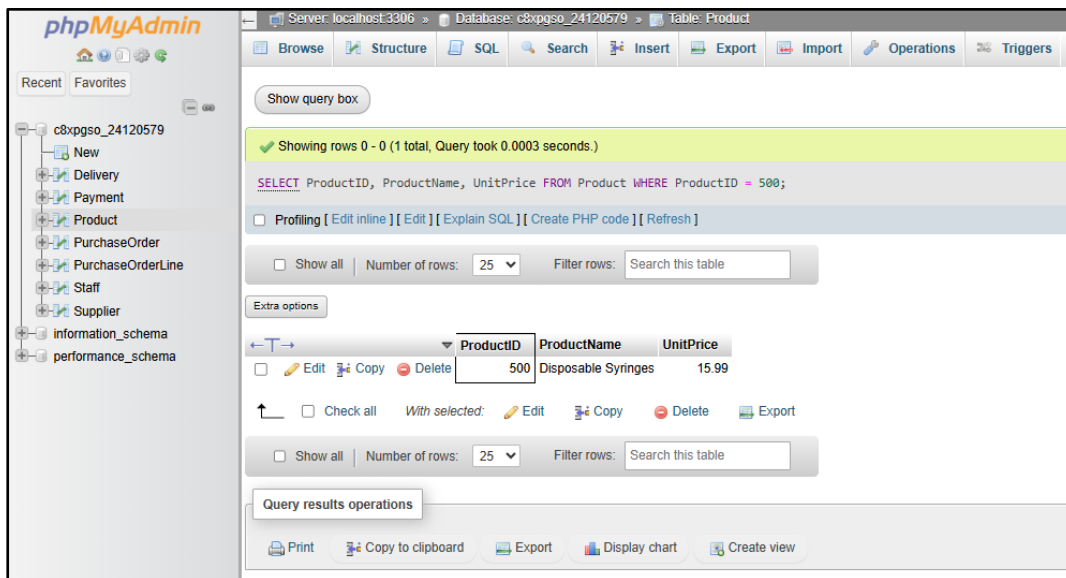 phpMyAdmin
Recent Favorites
c8xpgso_24120579
New
Delivery
Payment
Product
PurchaseOrder
PurchaseOrderLine
Staff
Supplier
information_schema
performance_schema
Server: localhost:3306 » Database: c8xpgso_24120579 » Table: Product
Browse Structure SQL Search Insert Export Import Operations Triggers
Show query box
Showing rows 0 - 0 (1 total, Query took 0.0003 seconds.)
SELECT ProductID, ProductName, UnitPrice FROM Product WHERE ProductID = 500;
Profiling [ Edit inline ] [ Edit ] [ Explain SQL ] [ Create PHP code ] [ Refresh ]
Show all | Number of rows: 25 Filter rows: Search this table
Extra options
ProductID ProductName UnitPrice
Edit Copy Delete 500 Disposable Syringes 15.99
Check all With selected: Edit Copy Delete Export
Show all | Number of rows: 25 Filter rows: Search this table
Query results operations
Print Copy to clipboard Export Display chart Create view